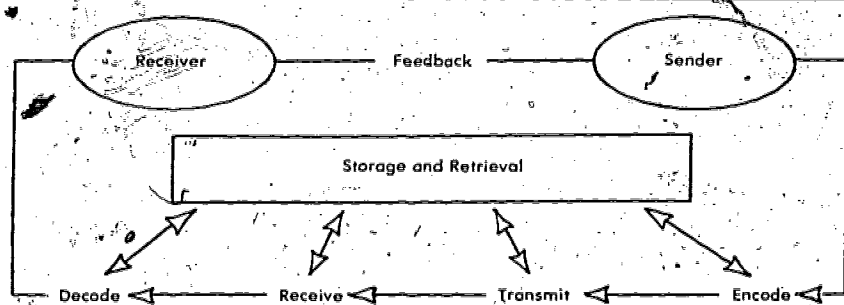 Receiver Feedback Sender
Storage and Retrieval
Decode Receive Transmit Encode